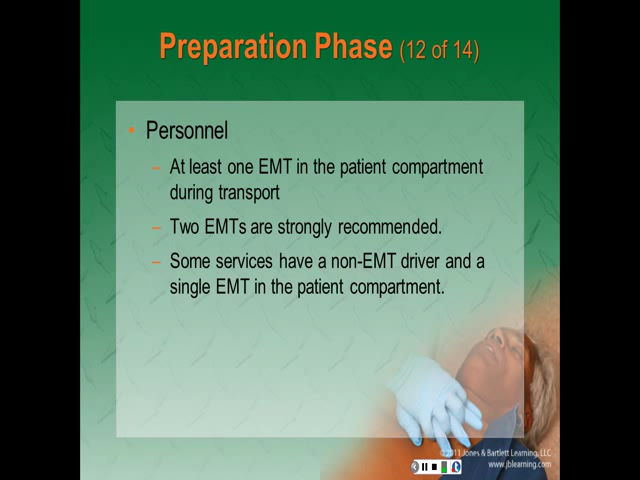 Preparation Phase (12 of 14)
• Personnel
– At least one EMT in the patient compartment
during transport
– Two EMTs are strongly recommended.
– Some services have a non-EMT driver and a
single EMT in the patient compartment.
© 2011 Jones & Bartlett Learning, LLC
www.jblearning.com